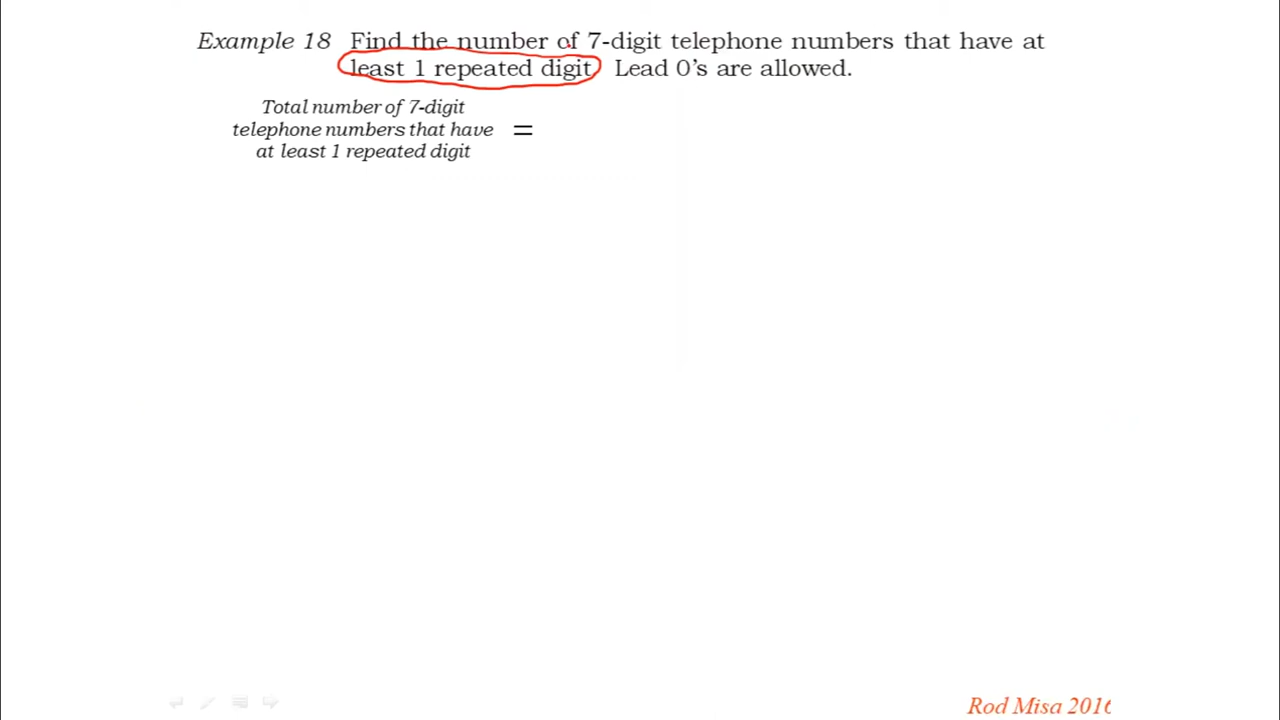 Example 18 Find the number of 7-digit telephone numbers that have at
least 1 repeated digit Lead 0's are allowed.
Total number of 7-digit
telephone numbers that have =
at least 1 repeated digit
Rod Misa 2016